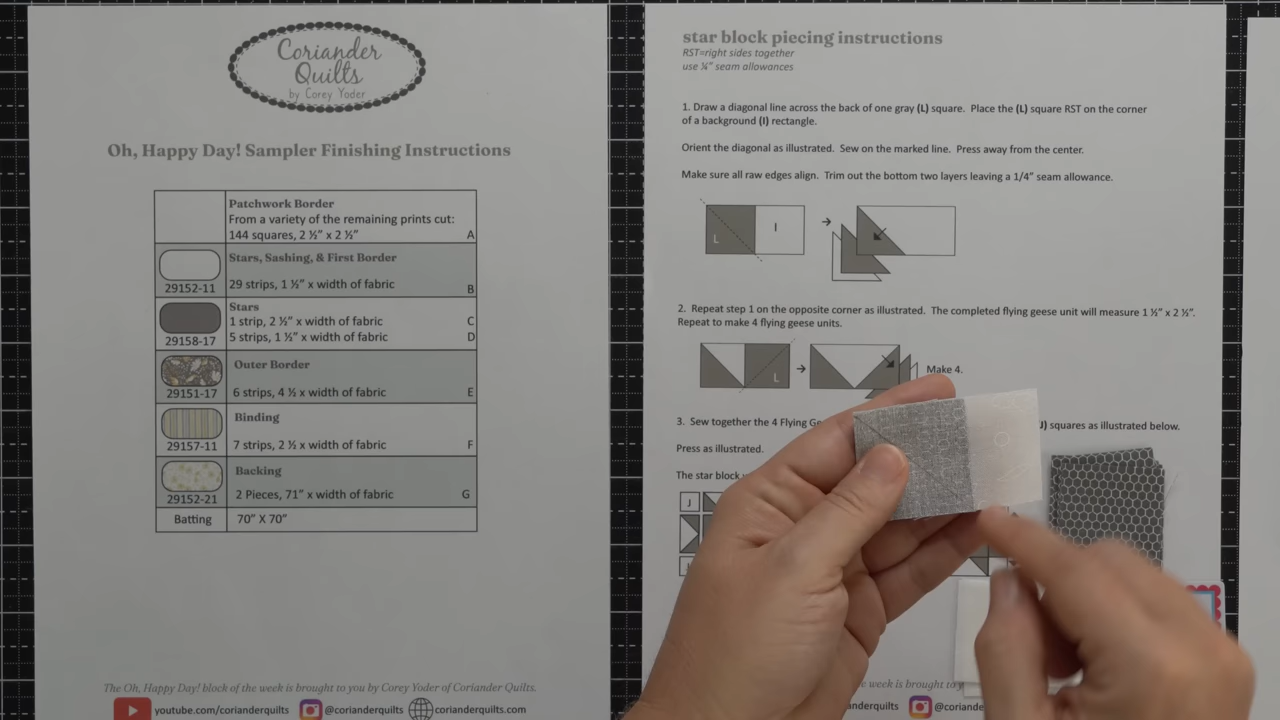 Coriander
Quilts
by Corey Yoder
Oh, Happy Day! Sampler Finishing Instructions
Patchwork Border
From a variety of the remaining prints cut:
144 squares, 2 ½” x 2 ½” A
Stars, Sashing, & First Border
29152-11 29 strips, 1 ½” x width of fabric B
Stars
1 strip, 2 ½” x width of fabric C
29158-17 5 strips, 1 ½” x width of fabric D
Outer Border
29151-17 6 strips, 4 ½ x width of fabric E
Binding
29157-11 7 strips, 2 ½ x width of fabric F
Backing
29152-21 2 Pieces, 71” x width of fabric G
Batting 70” X 70”
The Oh, Happy Day! block of the week is brought to you by Corey Yoder of Coriander Quilts.
youtube.com/corianderquilts @corianderquilts corianderquilts.com
star block piecing instructions
RST=right sides together
use ¼” seam allowances
1. Draw a diagonal line across the back of one gray (L) square. Place the (L) square RST on the corner
of a background (I) rectangle.
Orient the diagonal as illustrated. Sew on the marked line. Press away from the center.
Make sure all raw edges align. Trim out the bottom two layers leaving a 1/4” seam allowance.
L I
2. Repeat step 1 on the opposite corner as illustrated. The completed flying geese unit will measure 1 ½” x 2 ½”.
Repeat to make 4 flying geese units.
L Make 4.
3. Sew together the 4 Flying J) squares as illustrated below.
Press as illustrated.
The star block
J
week is brought to
@coriande